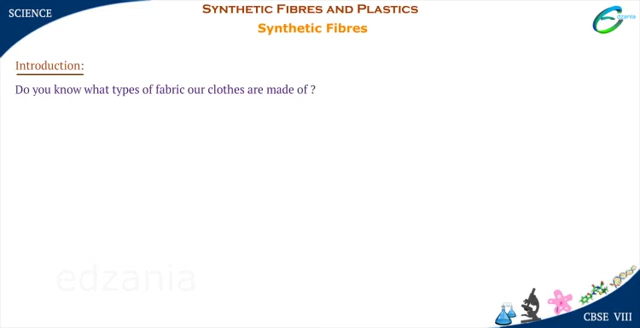 SCIENCE
SYNTHETIC FIBRES AND PLASTICS
Synthetic Fibres
edzania
Introduction:
Do you know what types of fabric our clothes are made of ?
edzania
CBSE VIII